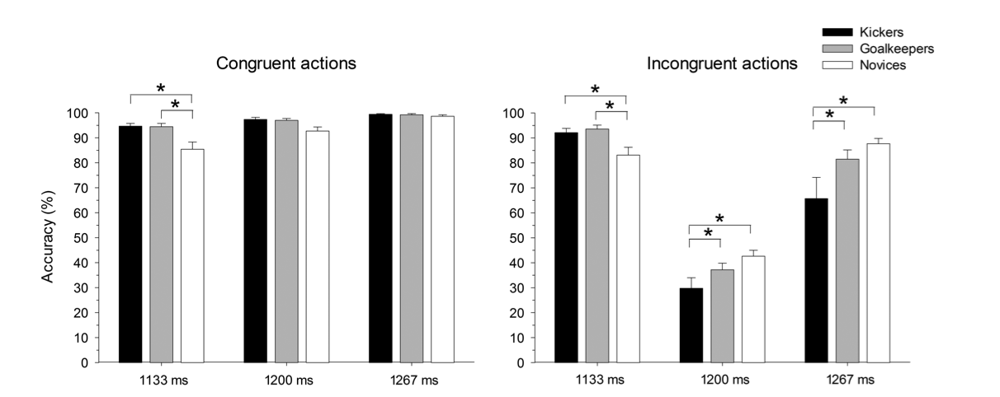 Kickers
Goalkeepers
Novices
Congruent actions
Incongruent actions
* * * * * * * *
Accuracy (%)
100
90
80
70
60
50
40
30
20
10
0
1133 ms 1200 ms 1267 ms
100
90
80
70
60
50
40
30
20
10
0
1133 ms 1200 ms 1267 ms